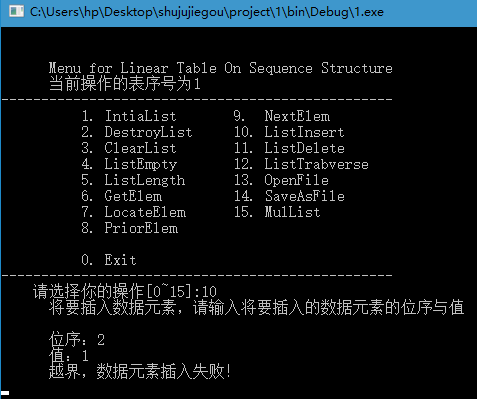 C:\Users\hp\Desktop\shujujiegou\project\1\bin\Debug\1.exe
Menu for Linear Table On Sequence Structure
当前操作的表序号为1
-------------------------------------------------
1. IntiaList 9. NextElem
2. DestroyList 10. ListInsert
3. ClearList 11. ListDelete
4. ListEmpty 12. ListTrabverse
5. ListLength 13. OpenFile
6. GetElem 14. SaveAsFile
7. LocateElem 15. MulList
8. PriorElem
0. Exit
-------------------------------------------------
请选择你的操作[0~15]:10
将要插入数据元素，请输入将要插入的数据元素的位序与值
位序：2
值：1
越界，数据元素插入失败!